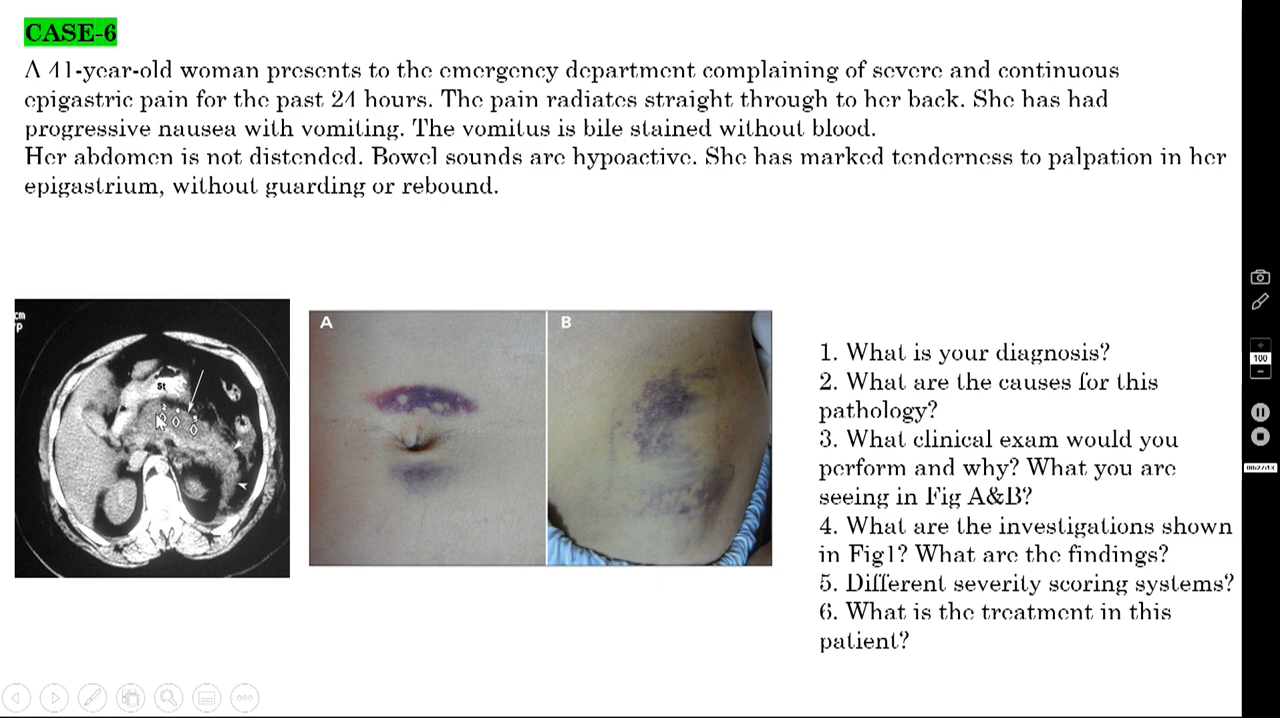 CASE-6
A 41-year-old woman presents to the emergency department complaining of severe and continuous
epigastric pain for the past 24 hours. The pain radiates straight through to her back. She has had
progressive nausea with vomiting. The vomitus is bile stained without blood.
Her abdomen is not distended. Bowel sounds are hypoactive. She has marked tenderness to palpation in her
epigastrium, without guarding or rebound.
cm
P
St
A
B
1. What is your diagnosis?
2. What are the causes for this
pathology?
3. What clinical exam would you
perform and why? What you are
seeing in Fig A&B?
4. What are the investigations shown
in Fig1? What are the findings?
5. Different severity scoring systems?
6. What is the treatment in this
patient?
100